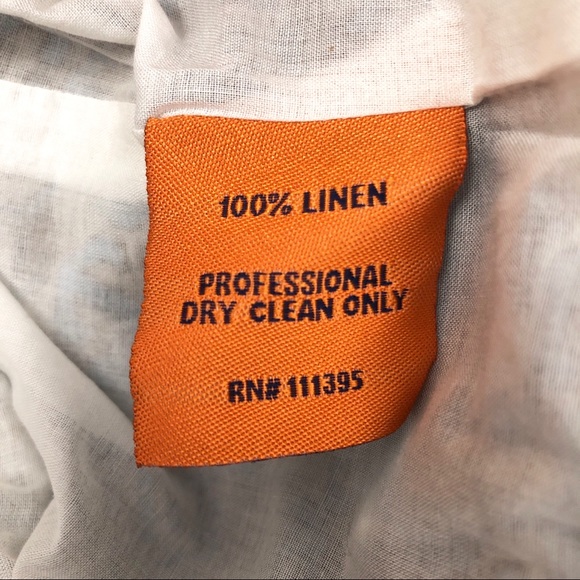 100% LINEN
PROFESSIONAL
DRY CLEAN ONLY
RN# 111395